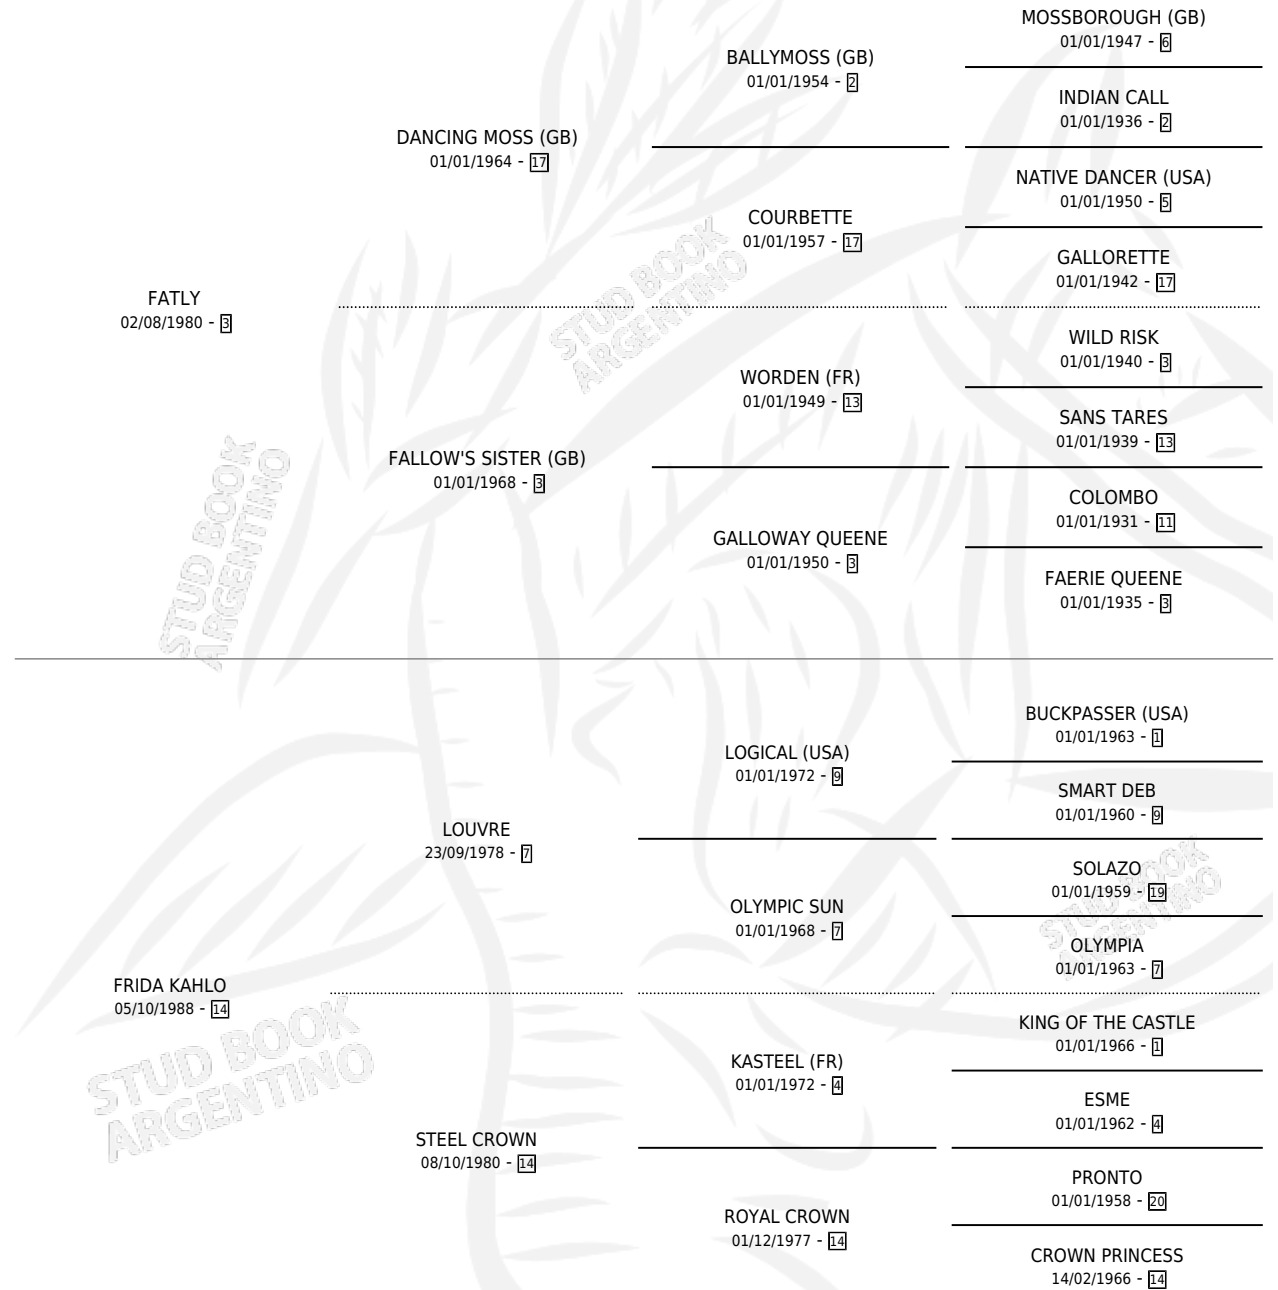 MOSSBOROUGH (GB)
01/01/1947 - 6
BALLYMOSS (GB)
01/01/1954 - 2
INDIAN CALL
01/01/1936 - 2
DANCING MOSS (GB)
01/01/1964 - 17
NATIVE DANCER (USA)
01/01/1950 - 5
COURBETTE
01/01/1957 - 17
GALLORETTE
01/01/1942 - 17
FATLY
02/08/1980 - 3
WILD RISK
01/01/1940 - 3
WORDEN (FR)
01/01/1949 - 13
SANS TARES
01/01/1939 - 13
FALLOW'S SISTER (GB)
01/01/1968 - 3
COLOMBO
01/01/1931 - 11
GALLOWAY QUEENE
01/01/1950 - 3
FAERIE QUEENE
01/01/1935 - 3
BUCKPASSER (USA)
01/01/1963 - 1
LOGICAL (USA)
01/01/1972 - 9
SMART DEB
01/01/1960 - 9
LOUVRE
23/09/1978 - 7
SOLAZO
01/01/1959 - 19
OLYMPIC SUN
01/01/1968 - 7
OLYMPIA
01/01/1963 - 7
FRIDA KAHLO
05/10/1988 - 14
KING OF THE CASTLE
01/01/1966 - 1
KASTEEL (FR)
01/01/1972 - 4
ESME
01/01/1962 - 4
STEEL CROWN
08/10/1980 - 14
PRONTO
01/01/1958 - 20
ROYAL CROWN
01/12/1977 - 14
CROWN PRINCESS
14/02/1966 - 14
STUD BOOK
ARGENTINO
STUD BOOK
ARGENTINO
STUD BOOK
ARGENTINO
STUD BOOK
ARGENTINO